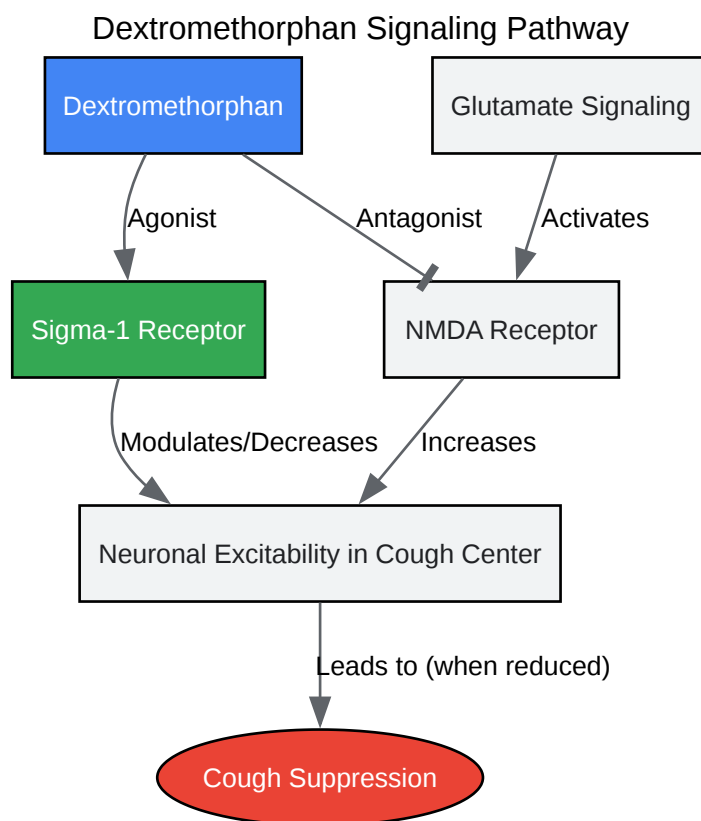 Dextromethorphan Signaling Pathway
Dextromethorphan
Glutamate Signaling
Agonist
Antagonist
Activates
Sigma-1 Receptor
NMDA Receptor
Modulates/Decreases
Increases
Neuronal Excitability in Cough Center
Leads to (when reduced)
Cough Suppression